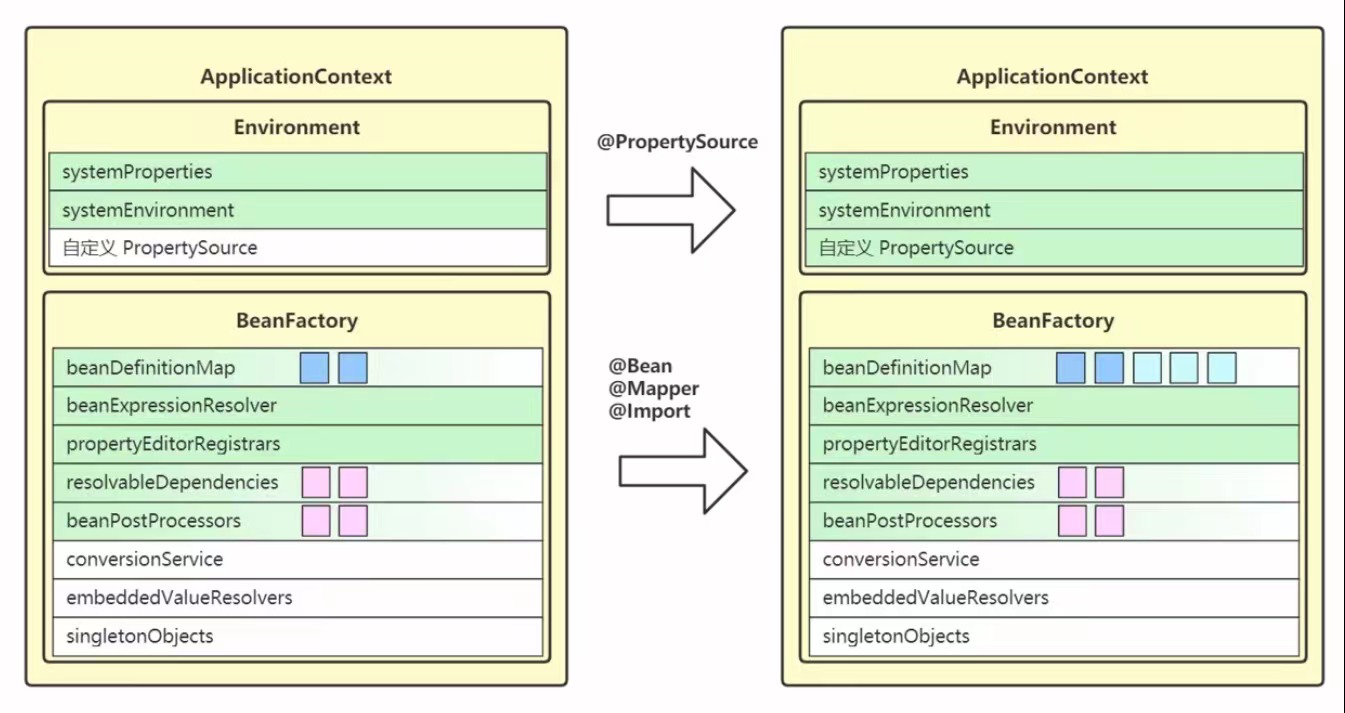 ApplicationContext
Environment
systemProperties
systemEnvironment
自定义 PropertySource
BeanFactory
beanDefinitionMap
beanExpressionResolver
propertyEditorRegistrars
resolvableDependencies
beanPostProcessors
conversionService
embeddedValueResolvers
singletonObjects
@PropertySource
@Bean
@Mapper
@Import
ApplicationContext
Environment
systemProperties
systemEnvironment
自定义 PropertySource
BeanFactory
beanDefinitionMap
beanExpressionResolver
propertyEditorRegistrars
resolvableDependencies
beanPostProcessors
conversionService
embeddedValueResolvers
singletonObjects